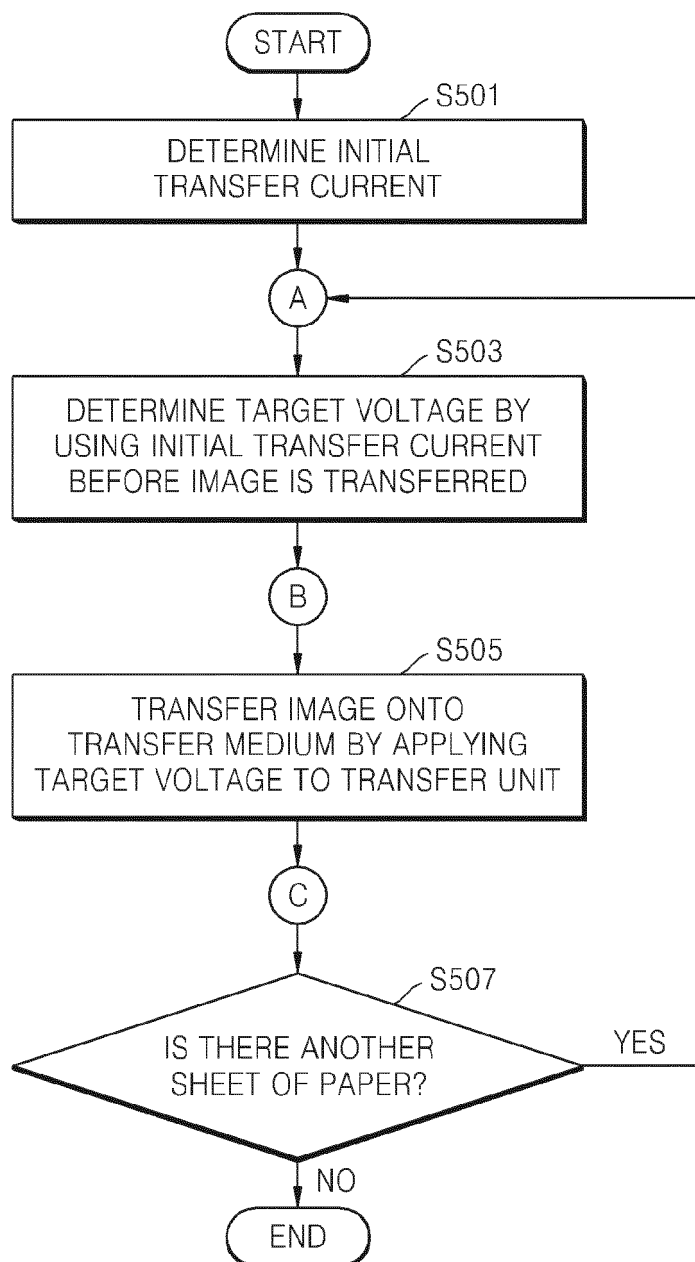 START
S501
DETERMINE INITIAL
TRANSFER CURRENT
A
S503
DETERMINE TARGET VOLTAGE BY
USING INITIAL TRANSFER CURRENT
BEFORE IMAGE IS TRANSFERRED
B
S505
TRANSFER IMAGE ONTO
TRANSFER MEDIUM BY APPLYING
TARGET VOLTAGE TO TRANSFER UNIT
C
S507
IS THERE ANOTHER
SHEET OF PAPER?
YES
NO
END